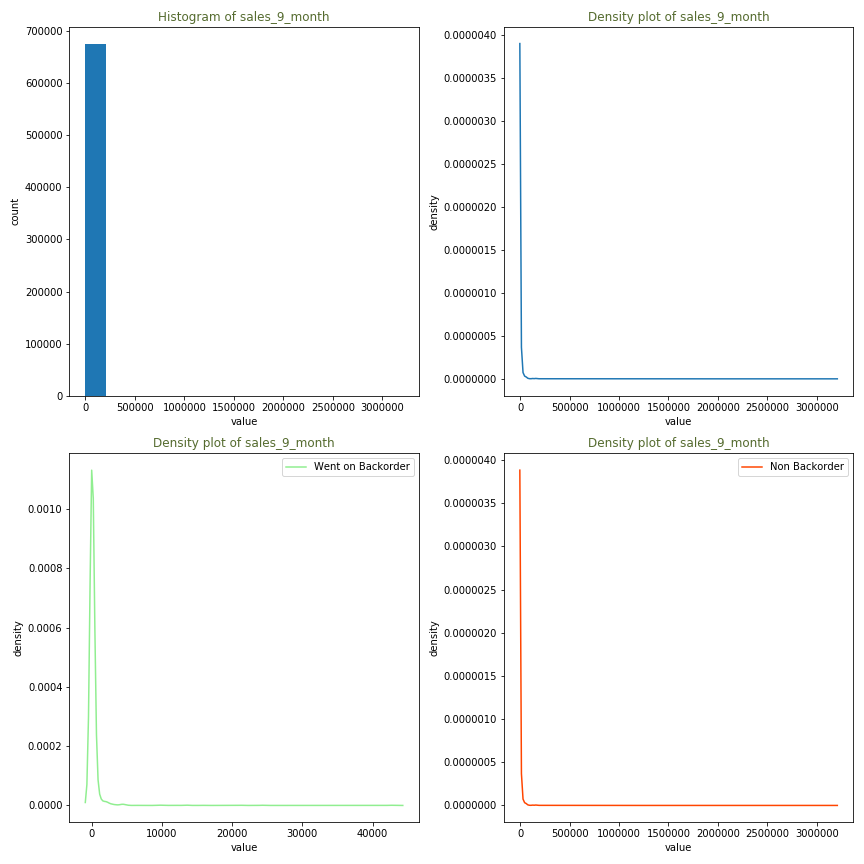 Histogram of sales_9_month
700000
600000
500000
400000
300000
200000
100000
0
count
0 500000 1000000 1500000 2000000 2500000 3000000
value
Density plot of sales_9_month
0.0000040
0.0000035
0.0000030
0.0000025
0.0000020
0.0000015
0.0000010
0.0000005
0.0000000
density
0 500000 1000000 1500000 2000000 2500000 3000000
value
Density plot of sales_9_month
Went on Backorder
0.0010
0.0008
0.0006
0.0004
0.0002
0.0000
density
0 10000 20000 30000 40000
value
Density plot of sales_9_month
Non Backorder
0.0000040
0.0000035
0.0000030
0.0000025
0.0000020
0.0000015
0.0000010
0.0000005
0.0000000
density
0 500000 1000000 1500000 2000000 2500000 3000000
value